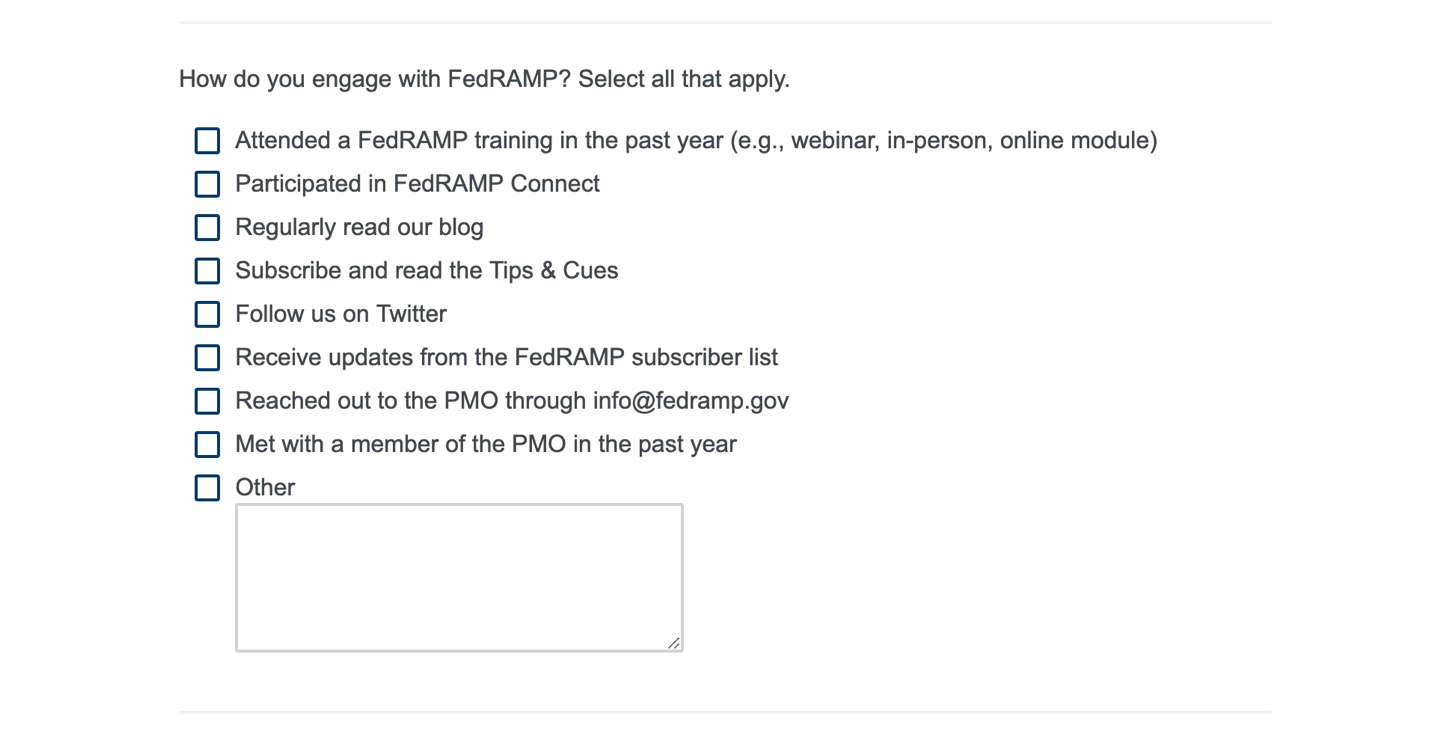 How do you engage with FedRAMP? Select all that apply.
Attended a FedRAMP training in the past year (e.g., webinar, in-person, online module)
Participated in FedRAMP Connect
Regularly read our blog
Subscribe and read the Tips & Cues
Follow us on Twitter
Receive updates from the FedRAMP subscriber list
Reached out to the PMO through info@fedramp.gov
Met with a member of the PMO in the past year
Other